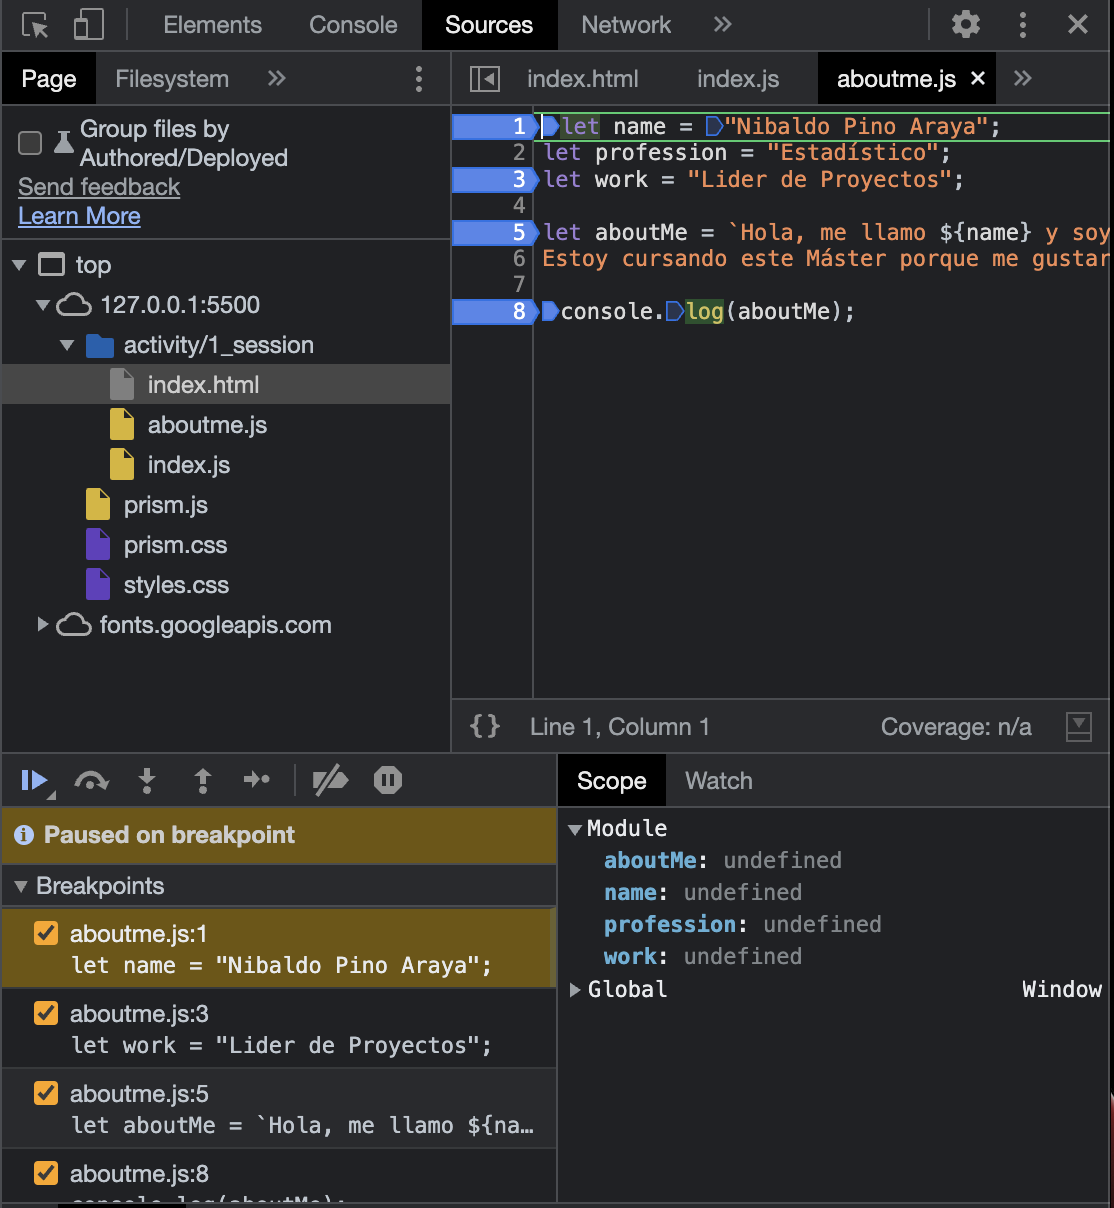 Elements Console Sources Network »
Page Filesystem » index.html index.js aboutme.js ✕ »
Group files by
Authored/Deployed
Send feedback
Learn More
top
127.0.0.1:5500
activity/1_session
index.html
aboutme.js
index.js
prism.js
prism.css
styles.css
fonts.googleapis.com
1 let name = "Nibaldo Pino Araya";
2 let profession = "Estadístico";
3 let work = "Lider de Proyectos";
4
5 let aboutMe = `Hola, me llamo ${name} y soy
6 Estoy cursando este Máster porque me gustar
7
8 console.log(aboutMe);
{} Line 1, Column 1 Coverage: n/a
Paused on breakpoint
Breakpoints
aboutme.js:1
let name = "Nibaldo Pino Araya";
aboutme.js:3
let work = "Lider de Proyectos";
aboutme.js:5
let aboutMe = `Hola, me llamo ${na…
aboutme.js:8
console.log(aboutMe);
Scope Watch
Module
aboutMe: undefined
name: undefined
profession: undefined
work: undefined
Global Window